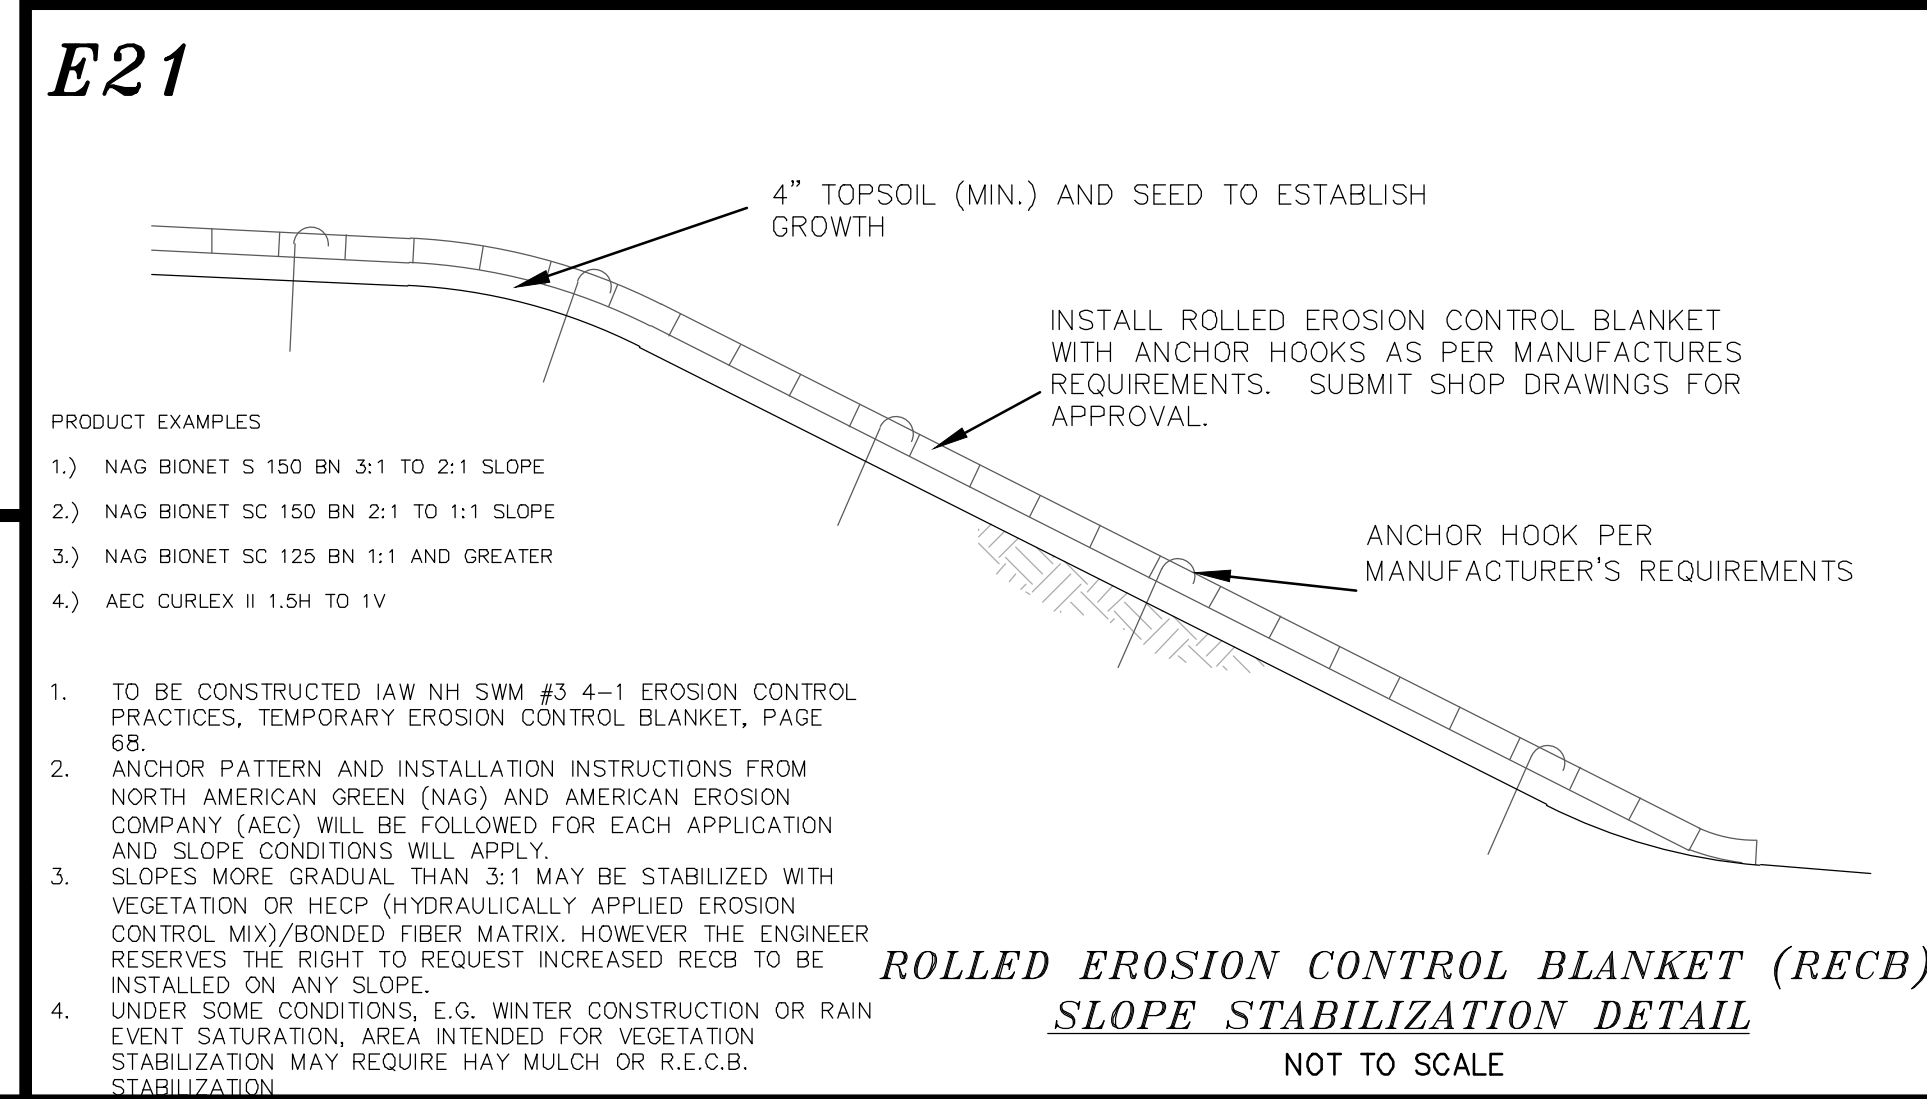 E21
4" TOPSOIL (MIN.) AND SEED TO ESTABLISH
GROWTH
INSTALL ROLLED EROSION CONTROL BLANKET
WITH ANCHOR HOOKS AS PER MANUFACTURES
REQUIREMENTS. SUBMIT SHOP DRAWINGS FOR
APPROVAL.
ANCHOR HOOK PER
MANUFACTURER'S REQUIREMENTS
PRODUCT EXAMPLES
1.) NAG BIONET S 150 BN 3:1 TO 2:1 SLOPE
2.) NAG BIONET SC 150 BN 2:1 TO 1:1 SLOPE
3.) NAG BIONET SC 125 BN 1:1 AND GREATER
4.) AEC CURLEX II 1.5H TO 1V
1. TO BE CONSTRUCTED IAW NH SWM #3 4-1 EROSION CONTROL
PRACTICES, TEMPORARY EROSION CONTROL BLANKET, PAGE
68.
2. ANCHOR PATTERN AND INSTALLATION INSTRUCTIONS FROM
NORTH AMERICAN GREEN (NAG) AND AMERICAN EROSION
COMPANY (AEC) WILL BE FOLLOWED FOR EACH APPLICATION
AND SLOPE CONDITIONS WILL APPLY.
3. SLOPES MORE GRADUAL THAN 3:1 MAY BE STABILIZED WITH
VEGETATION OR HECP (HYDRAULICALLY APPLIED EROSION
CONTROL MIX)/BONDED FIBER MATRIX. HOWEVER THE ENGINEER
RESERVES THE RIGHT TO REQUEST INCREASED RECB TO BE
INSTALLED ON ANY SLOPE.
4. UNDER SOME CONDITIONS, E.G. WINTER CONSTRUCTION OR RAIN
EVENT SATURATION, AREA INTENDED FOR VEGETATION
STABILIZATION MAY REQUIRE HAY MULCH OR R.E.C.B.
STABILIZATION
ROLLED EROSION CONTROL BLANKET (RECB)
SLOPE STABILIZATION DETAIL
NOT TO SCALE